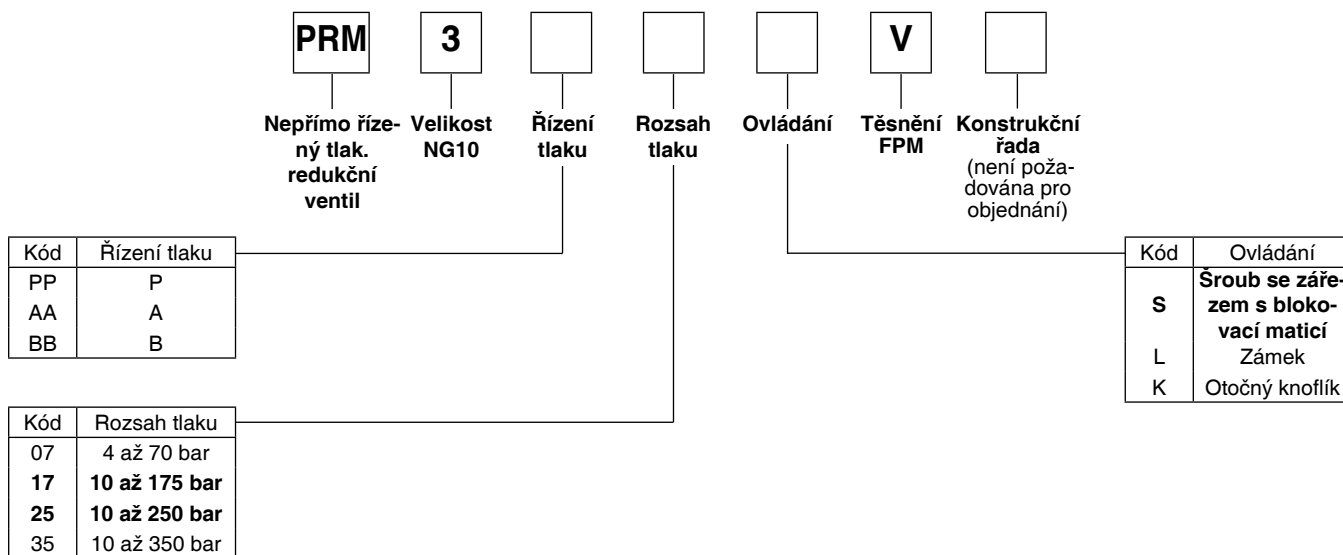 PRM 3 V
Nepřímo říze-
ný tlak.
redukční
ventil
Velikost
NG10
Řízení
tlaku
Rozsah
tlaku
Ovládání
Těsnění
FPM
Konstrukční
řada
(není poža-
dována pro
objednání)
Kód Řízení tlaku
PP P
AA A
BB B
Kód Rozsah tlaku
07 4 až 70 bar
17 10 až 175 bar
25 10 až 250 bar
35 10 až 350 bar
Kód Ovládání
S Šroub se záře-
zem s bloko-
vací maticí
L Zámek
K Otočný knoflík